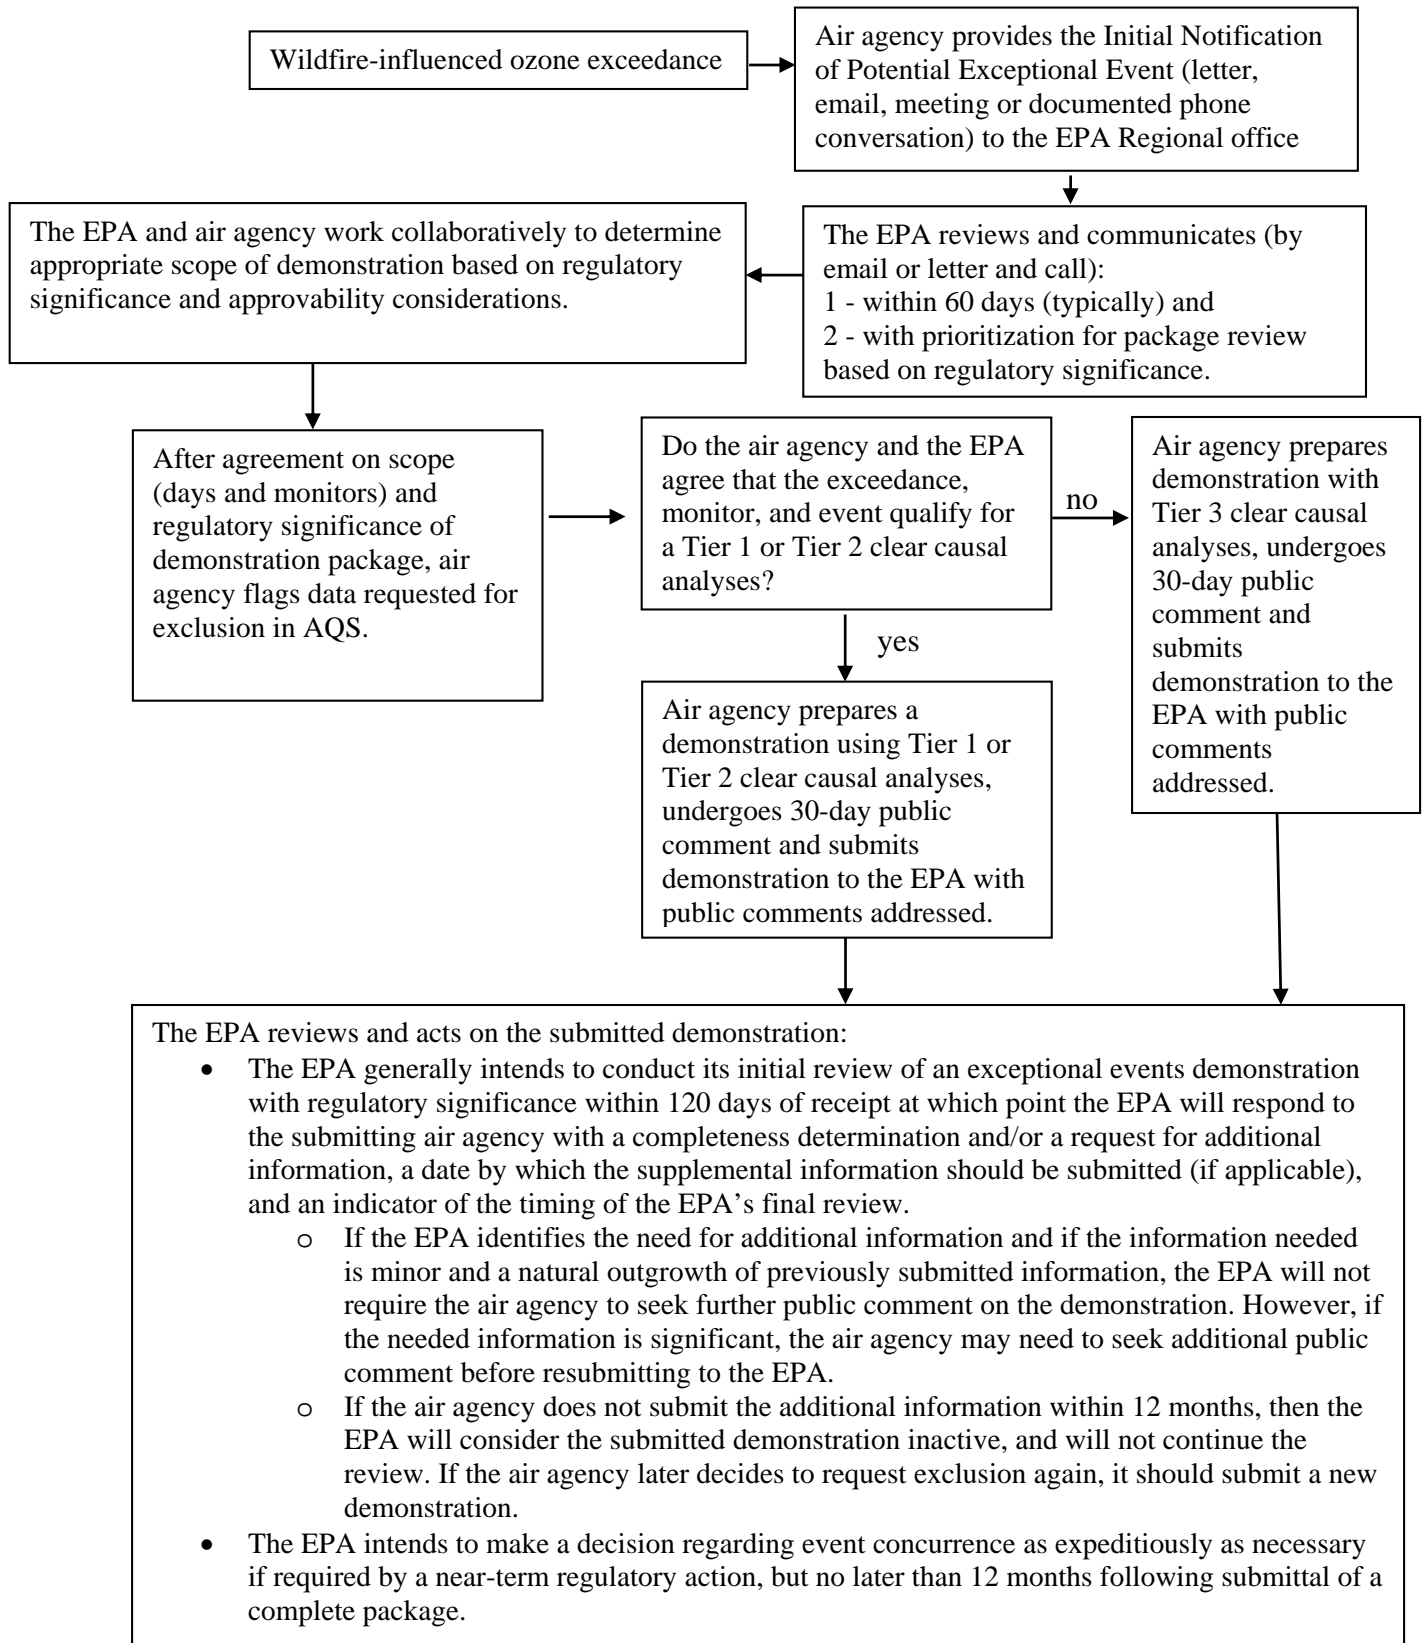 Wildfire-influenced ozone exceedance
Air agency provides the Initial Notification
of Potential Exceptional Event (letter,
email, meeting or documented phone
conversation) to the EPA Regional office
The EPA reviews and communicates (by
email or letter and call):
1 - within 60 days (typically) and
2 - with prioritization for package review
based on regulatory significance.
The EPA and air agency work collaboratively to determine
appropriate scope of demonstration based on regulatory
significance and approvability considerations.
After agreement on scope
(days and monitors) and
regulatory significance of
demonstration package, air
agency flags data requested for
exclusion in AQS.
Do the air agency and the EPA
agree that the exceedance,
monitor, and event qualify for
a Tier 1 or Tier 2 clear causal
analyses?
no
Air agency prepares
demonstration with
Tier 3 clear causal
analyses, undergoes
30-day public
comment and
submits
demonstration to the
EPA with public
comments
addressed.
yes
Air agency prepares a
demonstration using Tier 1 or
Tier 2 clear causal analyses,
undergoes 30-day public
comment and submits
demonstration to the EPA with
public comments addressed.
The EPA reviews and acts on the submitted demonstration:
• The EPA generally intends to conduct its initial review of an exceptional events demonstration
with regulatory significance within 120 days of receipt at which point the EPA will respond to
the submitting air agency with a completeness determination and/or a request for additional
information, a date by which the supplemental information should be submitted (if applicable),
and an indicator of the timing of the EPA’s final review.
o If the EPA identifies the need for additional information and if the information needed
is minor and a natural outgrowth of previously submitted information, the EPA will not
require the air agency to seek further public comment on the demonstration. However, if
the needed information is significant, the air agency may need to seek additional public
comment before resubmitting to the EPA.
o If the air agency does not submit the additional information within 12 months, then the
EPA will consider the submitted demonstration inactive, and will not continue the
review. If the air agency later decides to request exclusion again, it should submit a new
demonstration.
• The EPA intends to make a decision regarding event concurrence as expeditiously as necessary
if required by a near-term regulatory action, but no later than 12 months following submittal of a
complete package.